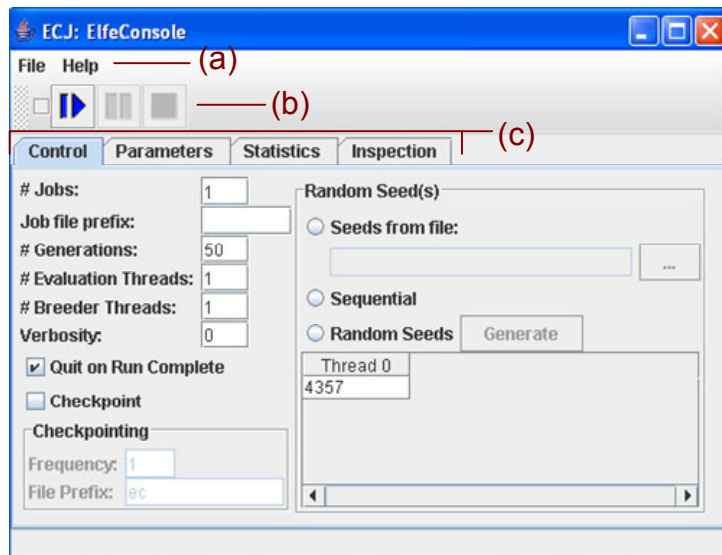 ECJ: ElfeConsole
File Help (a)
(b)
(c)
Control Parameters Statistics Inspection
# Jobs: 1
Job file prefix:
# Generations: 50
# Evaluation Threads: 1
# Breeder Threads: 1
Verbosity: 0
Quit on Run Complete
Checkpoint
Checkpointing
Frequency: 1
File Prefix: ec
Random Seed(s)
Seeds from file:
...
Sequential
Random Seeds Generate
Thread 0
4357